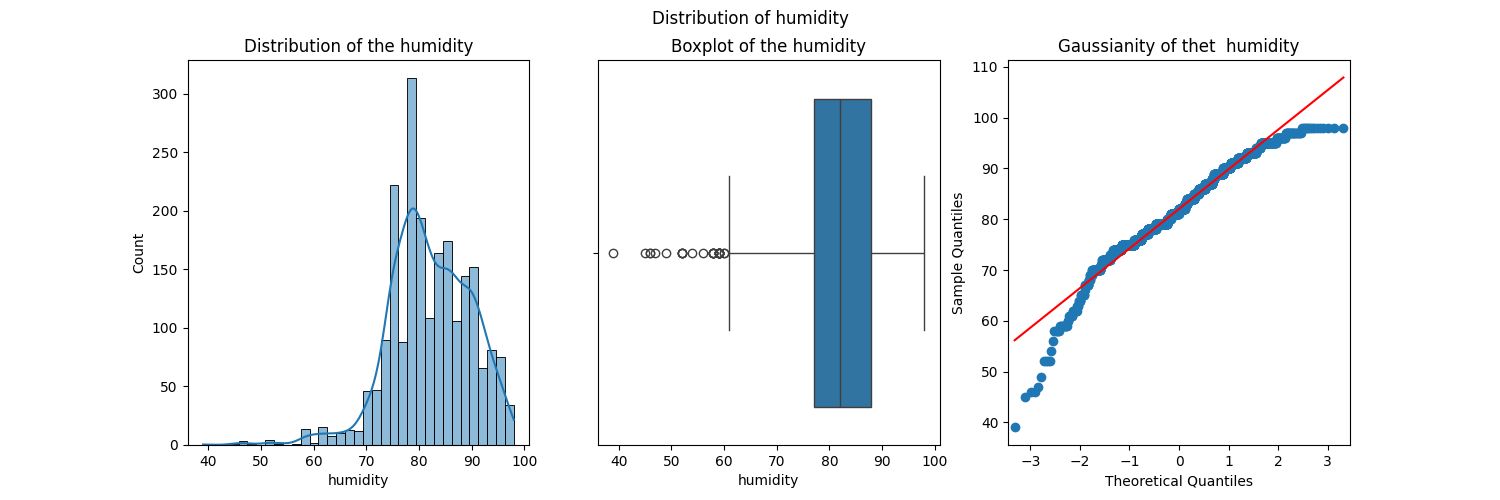 Distribution of humidity
Distribution of the humidity
300
250
200
150
100
50
0
Count
40 50 60 70 80 90 100
humidity
Boxplot of the humidity
40 50 60 70 80 90 100
humidity
Gaussianity of thet  humidity
110
100
90
80
70
60
50
40
Sample Quantiles
−3 −2 −1 0 1 2 3
Theoretical Quantiles